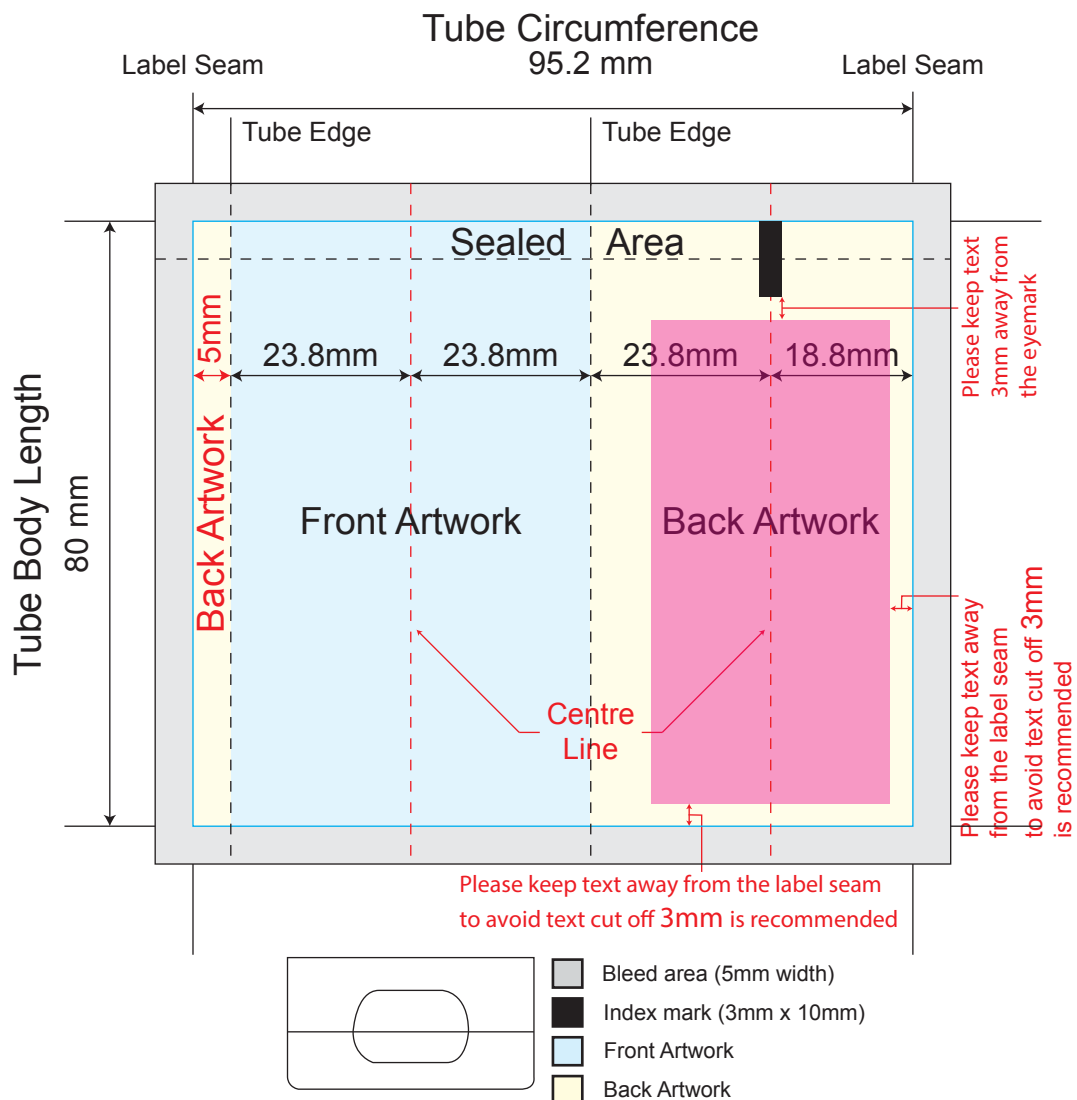 Tube Circumference
95.2 mm
Label Seam
Label Seam
Tube Edge
Tube Edge
Sealed Area
Tube Body Length
80 mm
5mm
23.8mm
23.8mm
23.8mm
18.8mm
Back Artwork
Front Artwork
Back Artwork
Centre
Line
Please keep text
3mm away from
the eyemark
Please keep text away
from the label seam
to avoid text cut off 3mm
is recommended
Please keep text away from the label seam
to avoid text cut off 3mm is recommended
Bleed area (5mm width)
Index mark (3mm x 10mm)
Front Artwork
Back Artwork